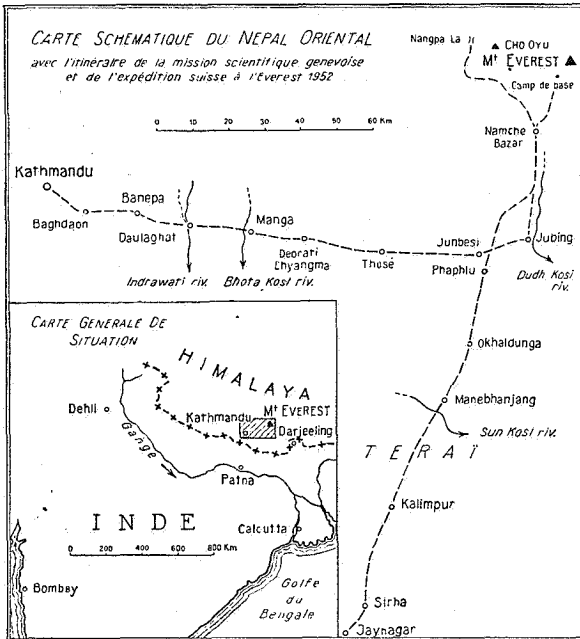 CARTE SCHEMATIQUE DU NEPAL ORIENTAL
avec l'itinéraire de la mission scientifique genevoise
et de l'expédition suisse à l'Everest 1952
0 10 20 30 40 60 Km
Nangpa La
CHO OYU
Mt EVEREST
Camp de base
Namche
Bazar
Kathmandu
Baghdaon
Banepa
Daulaghat
Manga
Deorati
Chyangma
Thosé
Junbesi
Jubing
Phaphlu
Indrawati riv.
Bhota Kosi riv.
Dudh Kosi
riv.
Okhaldunga
Manebhanjang
Sun Kosi riv.
TERAÏ
Kalimpur
Sirha
Jaynagar
CARTE GENERALE DE
SITUATION
HIMALAYA
Dehli
Kathmandu
Mt EVEREST
Darjeeling
Gange
Patna
INDE
Calcutta
0 200 400 600 800 Km
Bombay
Golfe
du
Bengale